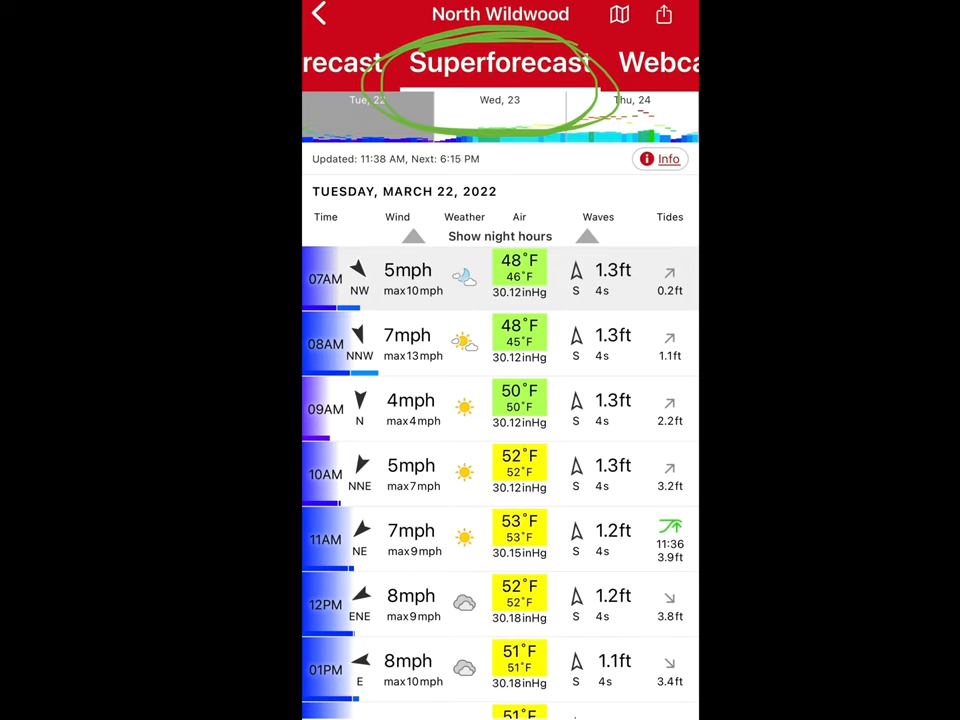 North Wildwood
recast Superforecast Webca
Tue, 22 Wed, 23 Thu, 24
Updated: 11:38 AM, Next: 6:15 PM
Info
TUESDAY, MARCH 22, 2022
Time Wind Weather Air Waves Tides
Show night hours
07AM NW 5mph max10mph 48°F 46°F 30.12inHg S 1.3ft 4s 0.2ft
08AM NNW 7mph max13mph 48°F 45°F 30.12inHg S 1.3ft 4s 1.1ft
09AM N 4mph max4mph 50°F 50°F 30.12inHg S 1.3ft 4s 2.2ft
10AM NNE 5mph max7mph 52°F 52°F 30.12inHg S 1.3ft 4s 3.2ft
11AM NE 7mph max9mph 53°F 53°F 30.15inHg S 1.2ft 4s 11:36 3.9ft
12PM ENE 8mph max9mph 52°F 52°F 30.18inHg S 1.2ft 4s 3.8ft
01PM E 8mph max10mph 51°F 51°F 30.18inHg S 1.1ft 4s 3.4ft
51°F